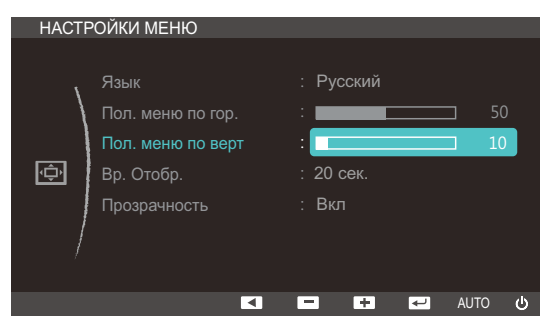 НАСТРОЙКИ МЕНЮ
Язык : Русский
Пол. меню по гор. : 50
Пол. меню по верт : 10
Вр. Отобр. : 20 сек.
Прозрачность : Вкл
AUTO